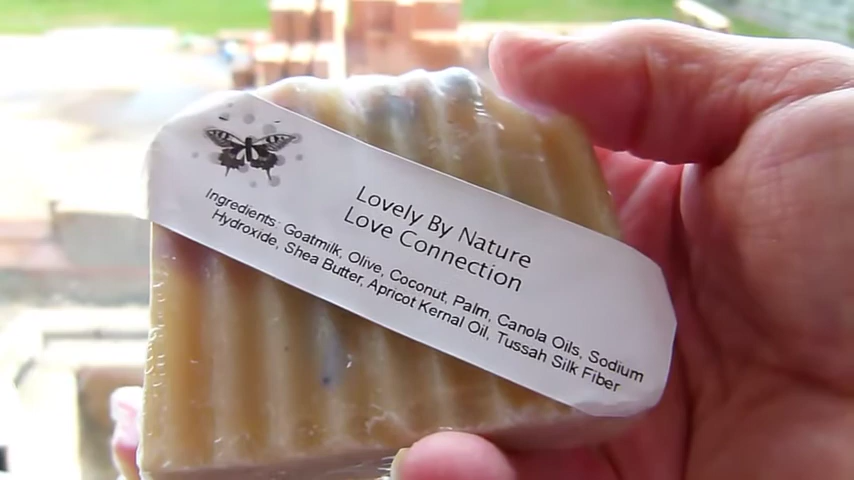 Lovely By Nature
Love Connection
Ingredients: Goatmilk, Olive, Coconut, Palm, Canola Oils, Sodium
Hydroxide, Shea Butter, Apricot Kernal Oil, Tussah Silk Fiber